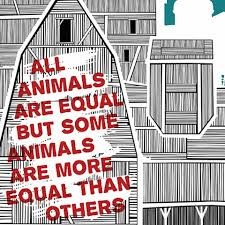 ALL
ANIMALS
ARE EQUAL
BUT SOME
ANIMALS
ARE MORE
EQUAL THAN
OTHERS